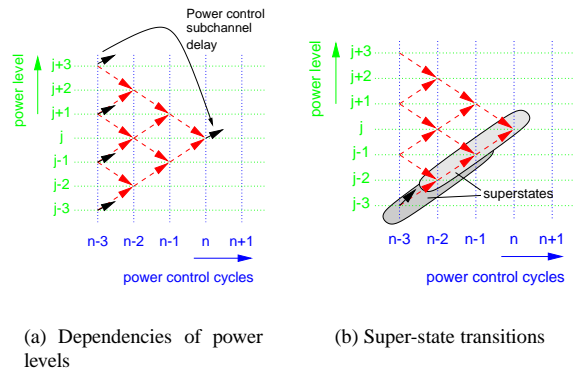 Power control
subchannel
delay
power level
j+3
j+2
j+1
j
j-1
j-2
j-3
n-3 n-2 n-1 n n+1
power control cycles
(a) Dependencies of power
levels
power level
j+3
j+2
j+1
j
j-1
j-2
j-3
superstates
n-3 n-2 n-1 n n+1
power control cycles
(b) Super-state transitions